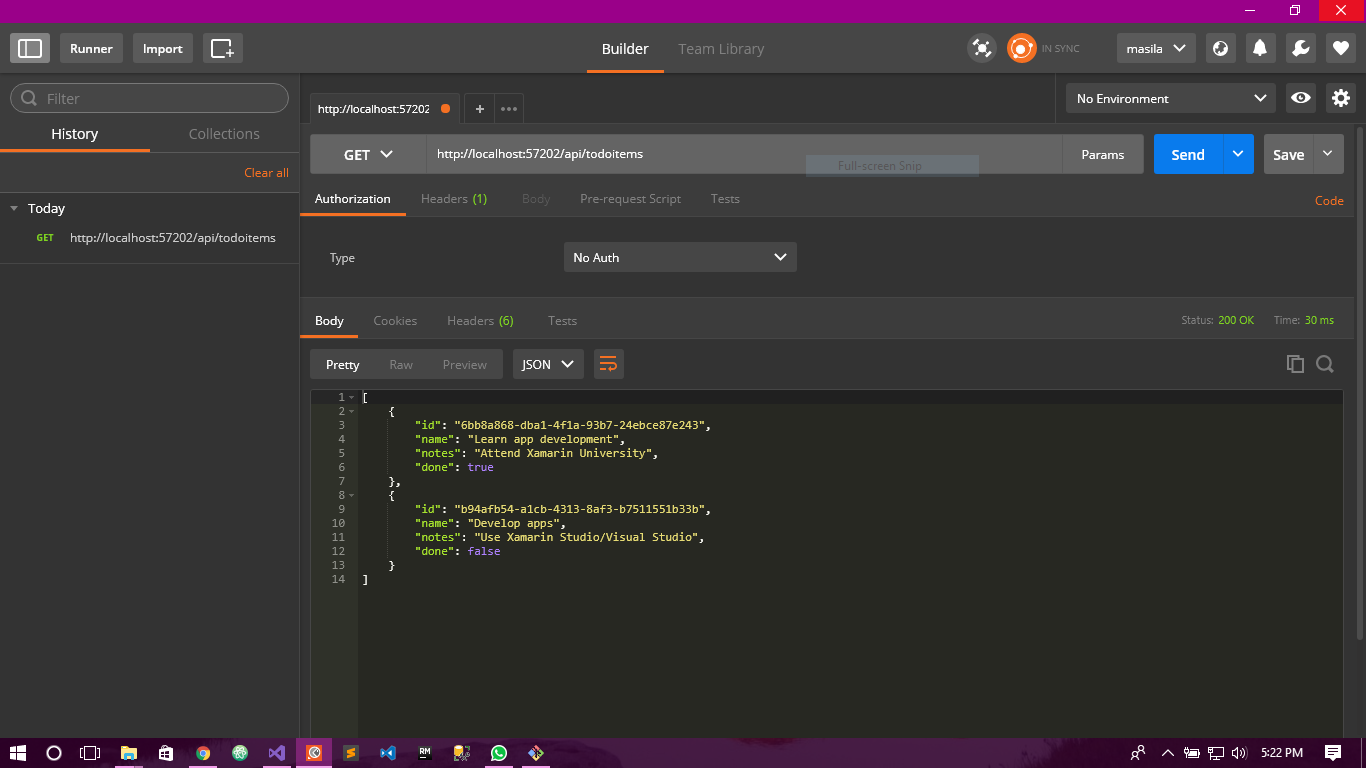 Runner Import Builder Team Library IN SYNC masila
Filter
http://localhost:57202 + ••• No Environment
History Collections
GET http://localhost:57202/api/todoitems Params Send Save
Full-screen Snip
Clear all
Authorization Headers (1) Body Pre-request Script Tests Code
Today
GET http://localhost:57202/api/todoitems
Type No Auth
Body Cookies Headers (6) Tests Status: 200 OK Time: 30 ms
Pretty Raw Preview JSON
1 [
2 {
3 "id": "6bb8a868-dba1-4f1a-93b7-24ebce87e243",
4 "name": "Learn app development",
5 "notes": "Attend Xamarin University",
6 "done": true
7 },
8 {
9 "id": "b94afb54-a1cb-4313-8af3-b7511551b33b",
10 "name": "Develop apps",
11 "notes": "Use Xamarin Studio/Visual Studio",
12 "done": false
13 }
14 ]
RM 5:22 PM